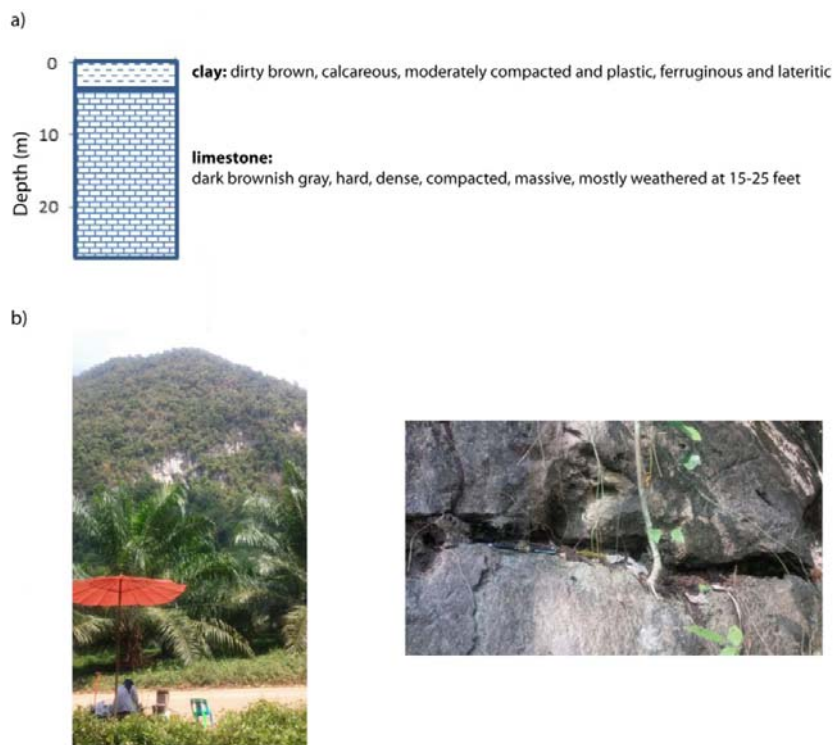 a)
0
clay: dirty brown, calcareous, moderately compacted and plastic, ferruginous and lateritic
10
Depth (m)
limestone:
dark brownish gray, hard, dense, compacted, massive, mostly weathered at 15-25 feet
20
b)